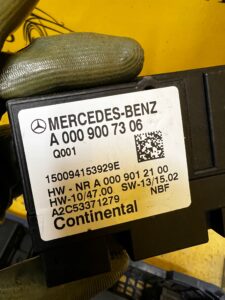 MERCEDES-BENZ
A 000 900 73 06
Q001
150094153929E
HW - NR A 000 901 21 00
HW-10/47.00 SW-13/15.02
A2C53371279 NBF
Continental